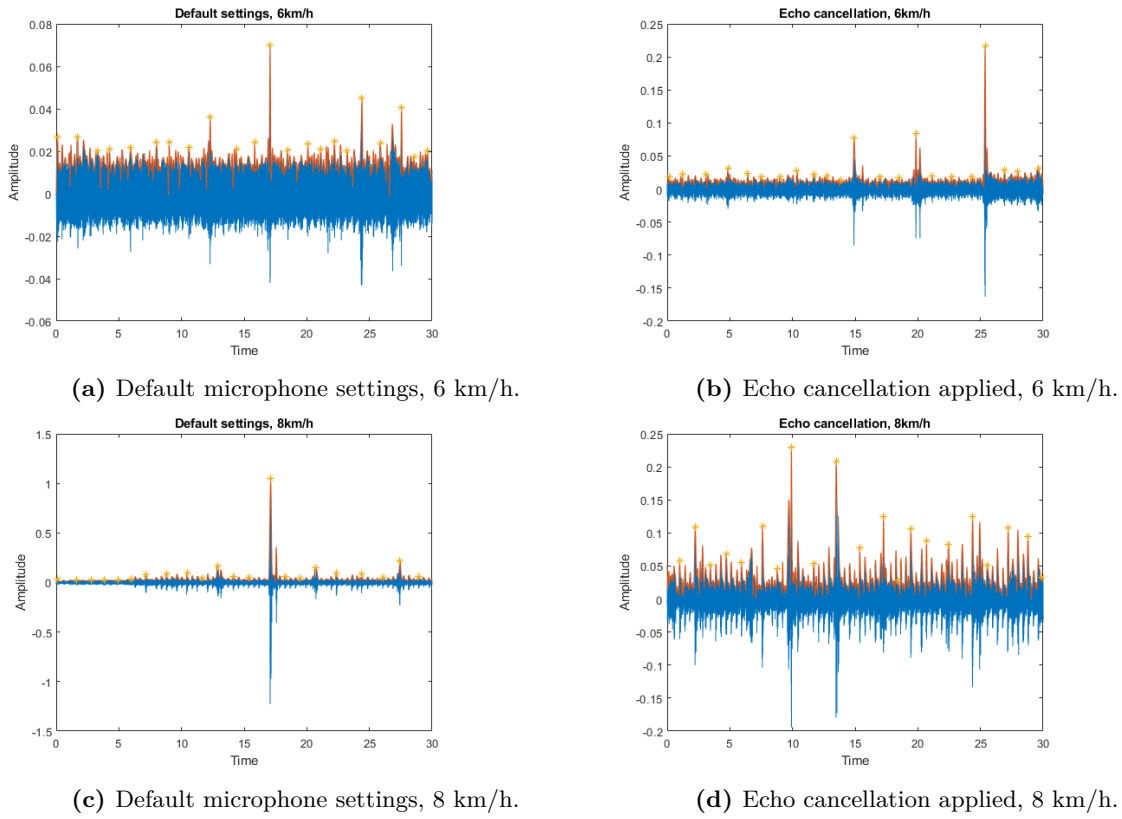 Default settings, 6km/h
0.08
0.06
0.04
0.02
0
-0.02
-0.04
-0.06
Amplitude
0 5 10 15 20 25 30
Time
(a) Default microphone settings, 6 km/h.
Echo cancellation, 6km/h
0.25
0.2
0.15
0.1
0.05
0
-0.05
-0.1
-0.15
-0.2
Amplitude
0 5 10 15 20 25 30
Time
(b) Echo cancellation applied, 6 km/h.
Default settings, 8km/h
1.5
1
0.5
0
-0.5
-1
-1.5
Amplitude
0 5 10 15 20 25 30
Time
(c) Default microphone settings, 8 km/h.
Echo cancellation, 8km/h
0.25
0.2
0.15
0.1
0.05
0
-0.05
-0.1
-0.15
-0.2
Amplitude
0 5 10 15 20 25 30
Time
(d) Echo cancellation applied, 8 km/h.